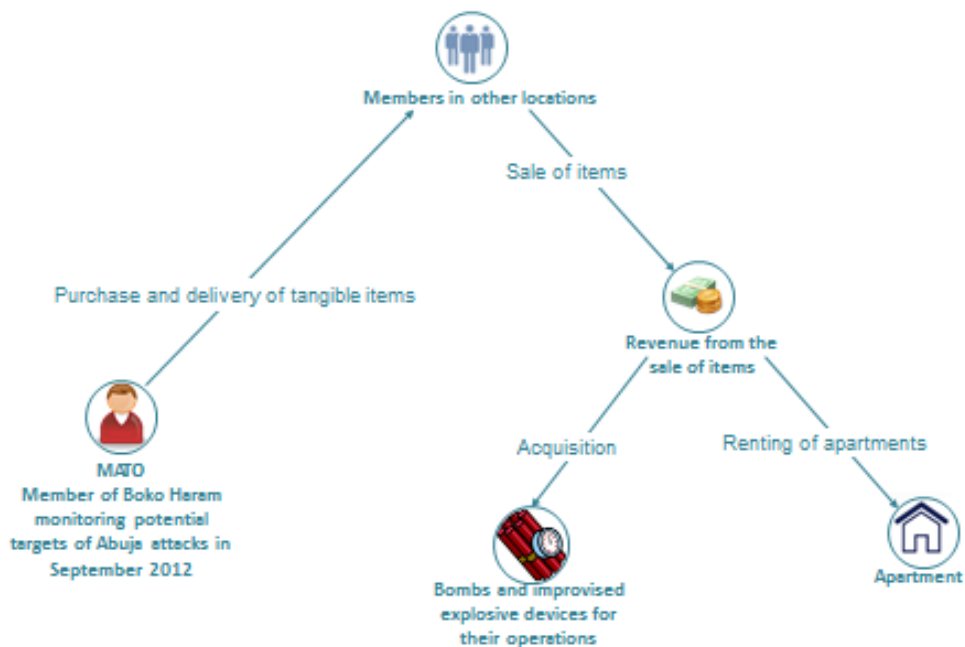 Members in other locations
Sale of items
Purchase and delivery of tangible items
Revenue from the
sale of items
MATO
Member of Boko Haram
monitoring potential
targets of Abuja attacks in
September 2012
Acquisition
Renting of apartments
Bombs and improvised
explosive devices for
their operations
Apartment